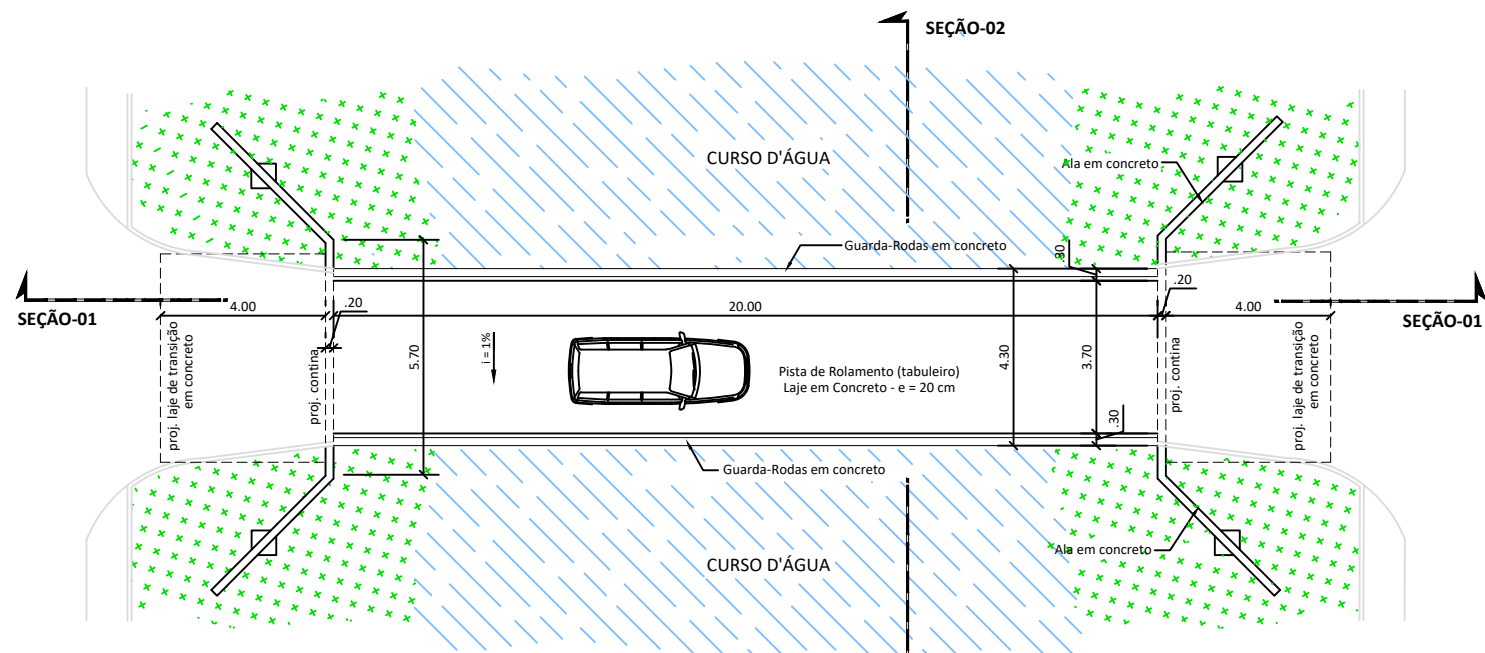 SEÇÃO-02
CURSO D'ÁGUA
Ala em concreto
Guarda-Rodas em concreto
.30
.20
.20
4.00
20.00
4.00
SEÇÃO-01
SEÇÃO-01
proj. laje de transição
em concreto
proj. contina
5.70
i = 1%
Pista de Rolamento (tabuleiro)
Laje em Concreto - e = 20 cm
4.30
3.70
.30
proj. contina
proj. laje de transição
em concreto
Guarda-Rodas em concreto
Ala em concreto
CURSO D'ÁGUA